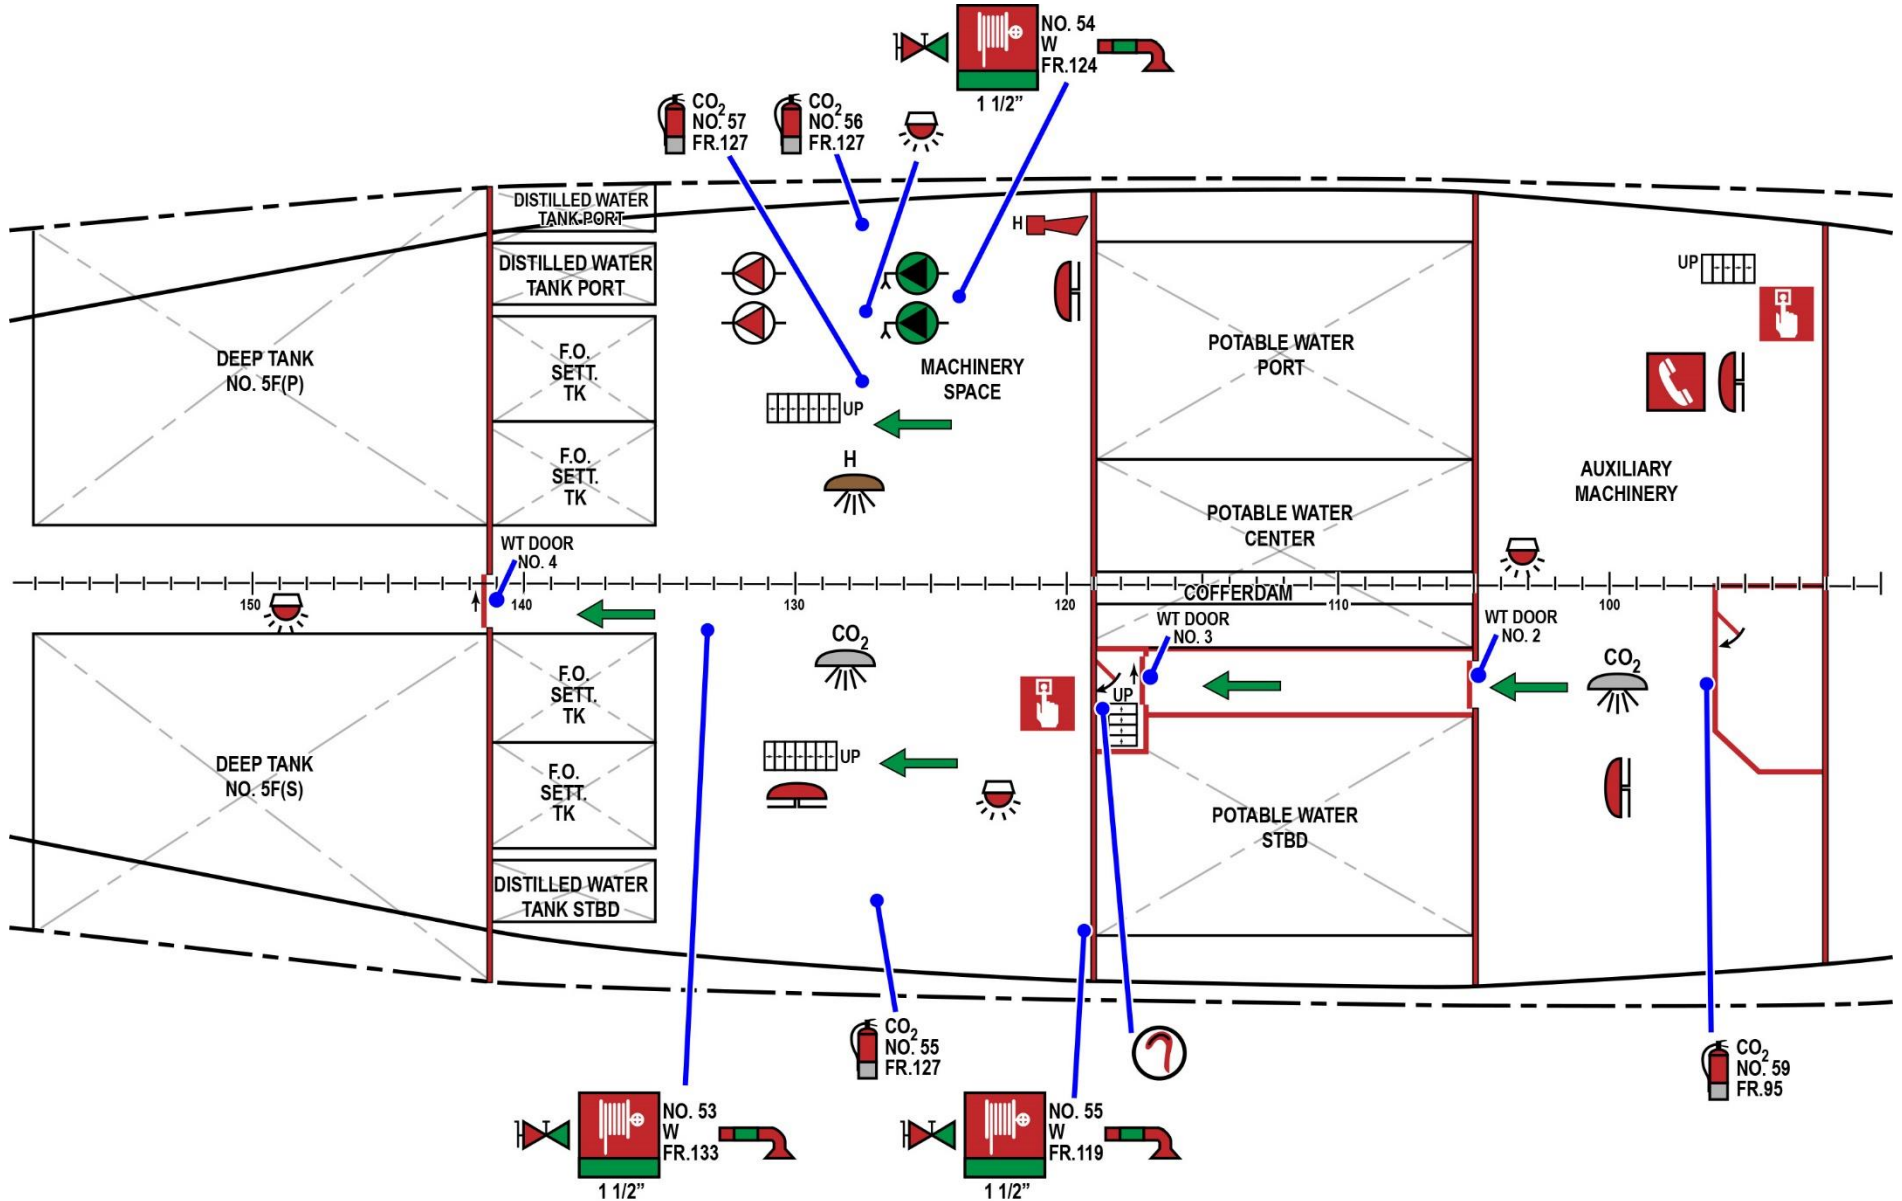 NO. 54
W
FR.124
1 1/2”
CO2
NO. 57
FR.127
CO2
NO. 56
FR.127
DISTILLED WATER
TANK PORT
H
DISTILLED WATER
TANK PORT
UP
DEEP TANK
NO. 5F(P)
F.O.
SETT.
TK
MACHINERY
SPACE
POTABLE WATER
PORT
UP
F.O.
SETT.
TK
H
AUXILIARY
MACHINERY
POTABLE WATER
CENTER
WT DOOR
NO. 4
COFFERDAM
150
140
130
120
110
100
WT DOOR
NO. 3
WT DOOR
NO. 2
CO2
CO2
F.O.
SETT.
TK
UP
UP
DEEP TANK
NO. 5F(S)
F.O.
SETT.
TK
POTABLE WATER
STBD
DISTILLED WATER
TANK STBD
CO2
NO. 55
FR.127
CO2
NO. 59
FR.95
NO. 53
W
FR.133
1 1/2”
NO. 55
W
FR.119
1 1/2”